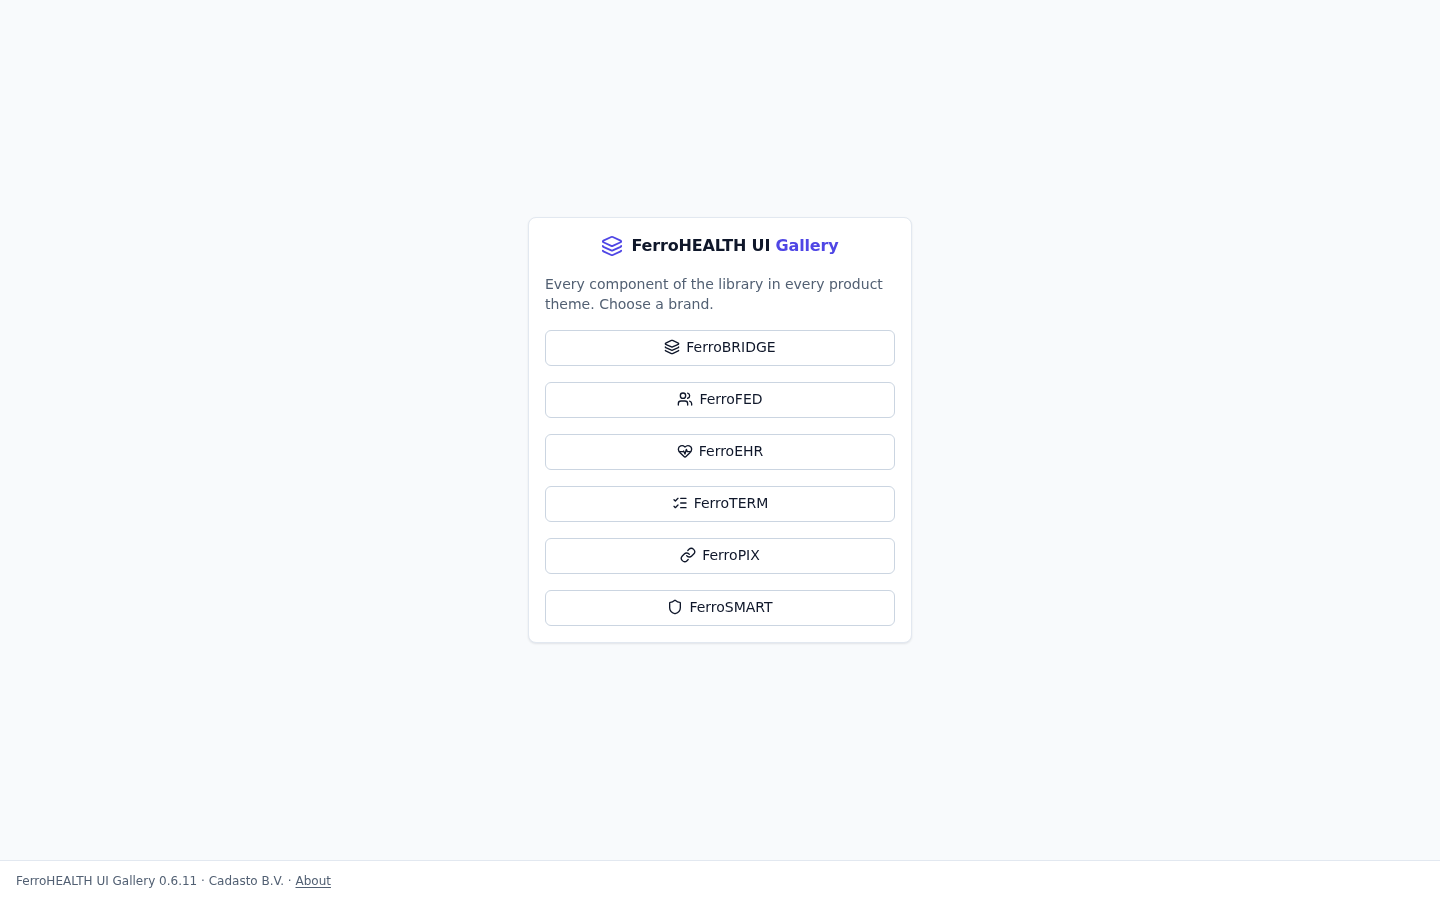 FerroHEALTH UI Gallery
Every component of the library in every product
theme. Choose a brand.
FerroBRIDGE
FerroFED
FerroEHR
FerroTERM
FerroPIX
FerroSMART
FerroHEALTH UI Gallery 0.6.11 · Cadasto B.V. · About